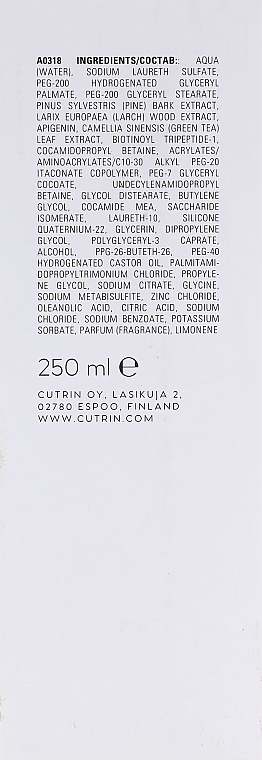 A0318 INGREDIENTS/СОСТАВ:: AQUA
(WATER), SODIUM LAURETH SULFATE,
PEG-200 HYDROGENATED GLYCERYL
PALMATE, PEG-200 GLYCERYL STEARATE,
PINUS SYLVESTRIS (PINE) BARK EXTRACT,
LARIX EUROPAEA (LARCH) WOOD EXTRACT,
APIGENIN, CAMELLIA SINENSIS (GREEN TEA)
LEAF EXTRACT, BIOTINOYL TRIPEPTIDE-1,
COCAMIDOPROPYL BETAINE, ACRYLATES/
AMINOACRYLATES/C10-30 ALKYL PEG-20
ITACONATE COPOLYMER, PEG-7 GLYCERYL
COCOATE, UNDECYLENAMIDOPROPYL
BETAINE, GLYCOL DISTEARATE, BUTYLENE
GLYCOL, COCAMIDE MEA, SACCHARIDE
ISOMERATE, LAURETH-10, SILICONE
QUATERNIUM-22, GLYCERIN, DIPROPYLENE
GLYCOL, POLYGLYCERYL-3 CAPRATE,
ALCOHOL, PPG-26-BUTETH-26, PEG-40
HYDROGENATED CASTOR OIL, PALMITAMI-
DOPROPYLTRIMONIUM CHLORIDE, PROPYLE-
NE GLYCOL, SODIUM CITRATE, GLYCINE,
SODIUM METABISULFITE, ZINC CHLORIDE,
OLEANOLIC ACID, CITRIC ACID, SODIUM
CHLORIDE, SODIUM BENZOATE, POTASSIUM
SORBATE, PARFUM (FRAGRANCE), LIMONENE
250 ml ℮
CUTRIN OY, LASIKUJA 2,
02780 ESPOO, FINLAND
WWW.CUTRIN.COM